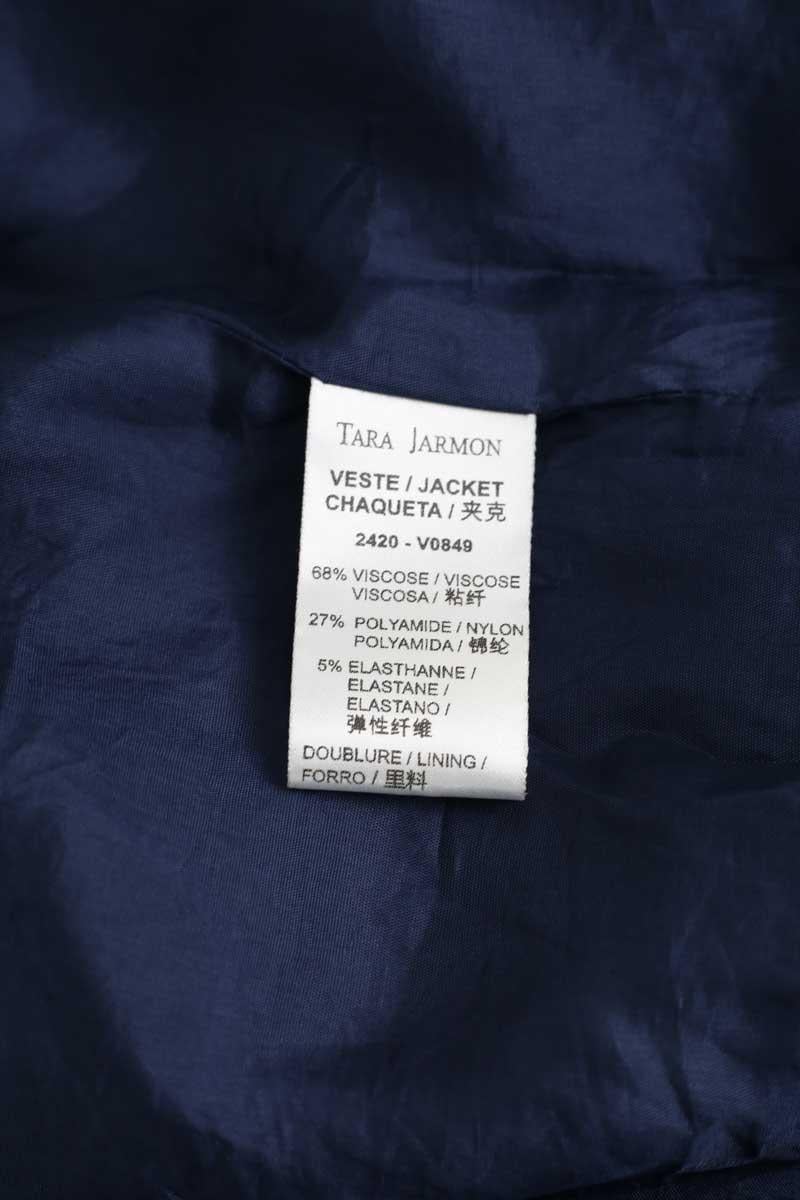 TARA JARMON
VESTE / JACKET
CHAQUETA / 夹克
2420 - V0849
68% VISCOSE / VISCOSE
VISCOSA / 粘纤
27% POLYAMIDE / NYLON
POLYAMIDA / 锦纶
5% ELASTHANNE /
ELASTANE /
ELASTANO /
弹性纤维
DOUBLURE / LINING /
FORRO / 里料